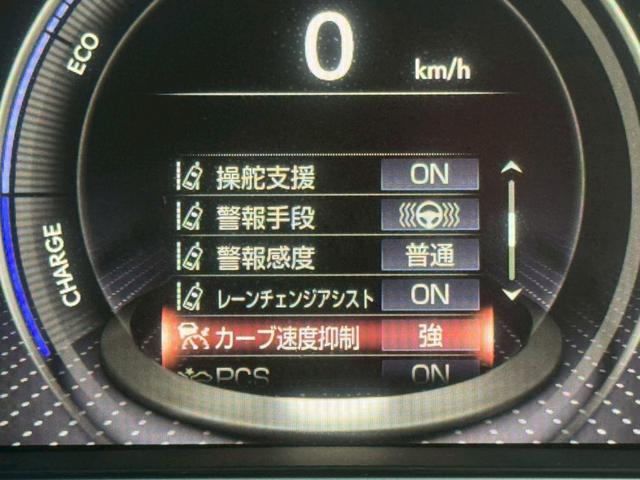 0
km/h
ECO
CHARGE
操舵支援 ON
警報手段
警報感度 普通
レーンチェンジアシスト ON
カーブ速度抑制 強
PCS ON